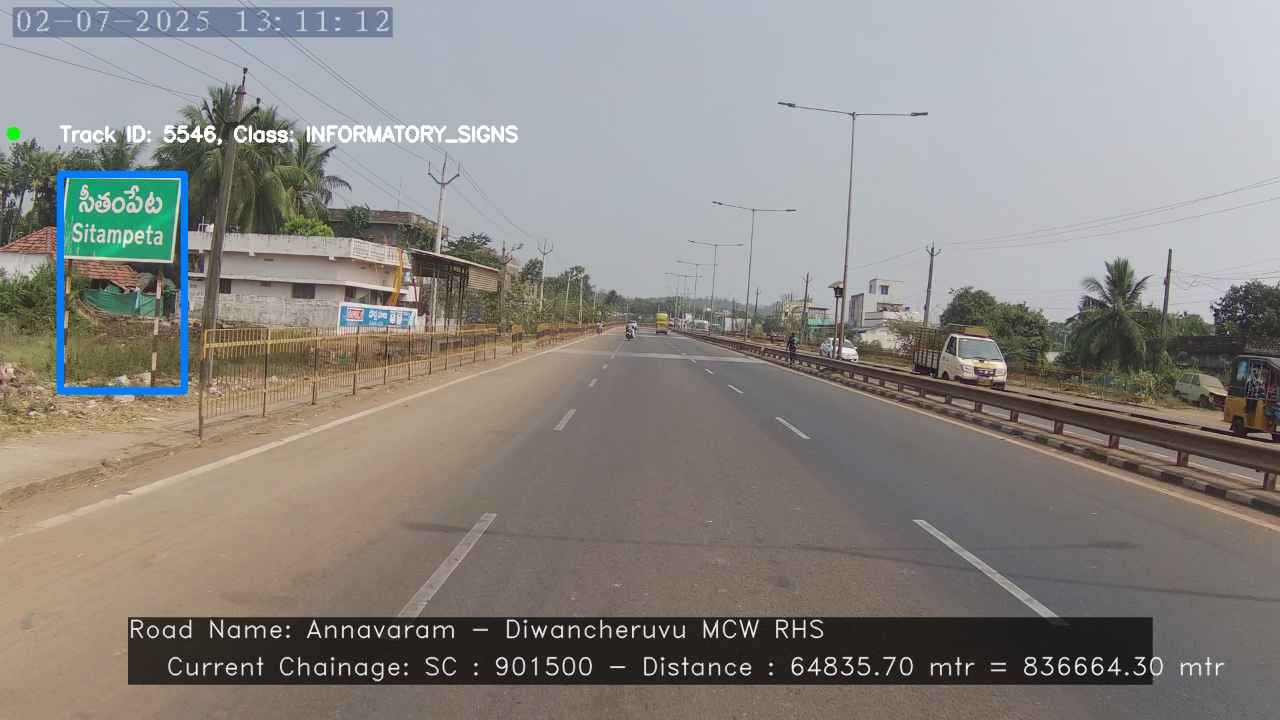 02-07-2025 13:11:12
Track ID: 5546, Class: INFORMATORY_SIGNS
సీతంపేట
Sitampeta
Road Name: Annavaram - Diwancheruvu MCW RHS
Current Chainage: SC : 901500 - Distance : 64835.70 mtr = 836664.30 mtr